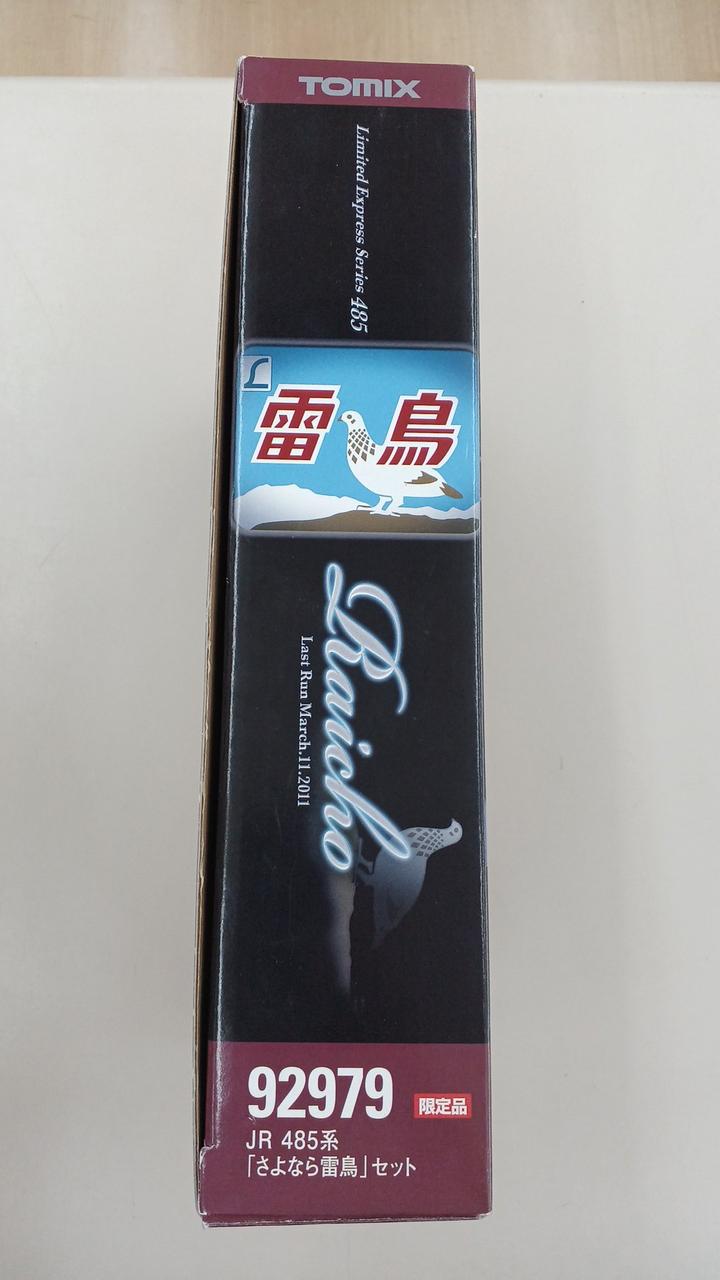 TOMIX
Limited Express Series 485
L
雷鳥
Raicho
Last Run March.11.2011
92979
限定品
JR 485系
「さよなら雷鳥」セット